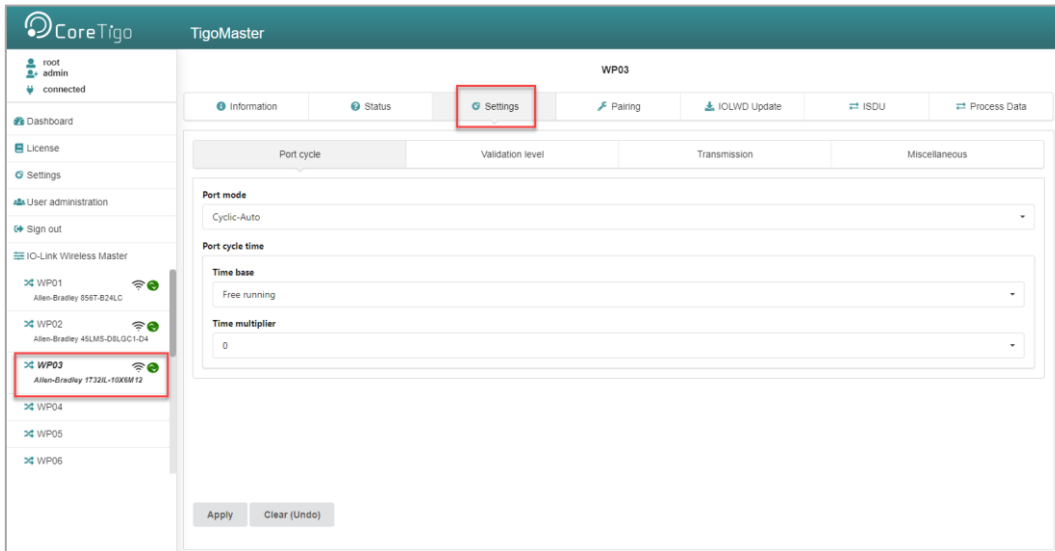 CoreTigo
TigoMaster
root
admin
connected
Dashboard
License
Settings
User administration
Sign out
IO-Link Wireless Master
WP01
Allen-Bradley 856T-B24LC
WP02
Allen-Bradley 45LMS-D8LGC1-D4
WP03
Allen-Bradley 1732IL-10X6M12
WP04
WP05
WP06
WP03
Information Status Settings Pairing IOLWD Update ISDU Process Data
Port cycle Validation level Transmission Miscellaneous
Port mode
Cyclic-Auto
Port cycle time
Time base
Free running
Time multiplier
0
Apply Clear (Undo)